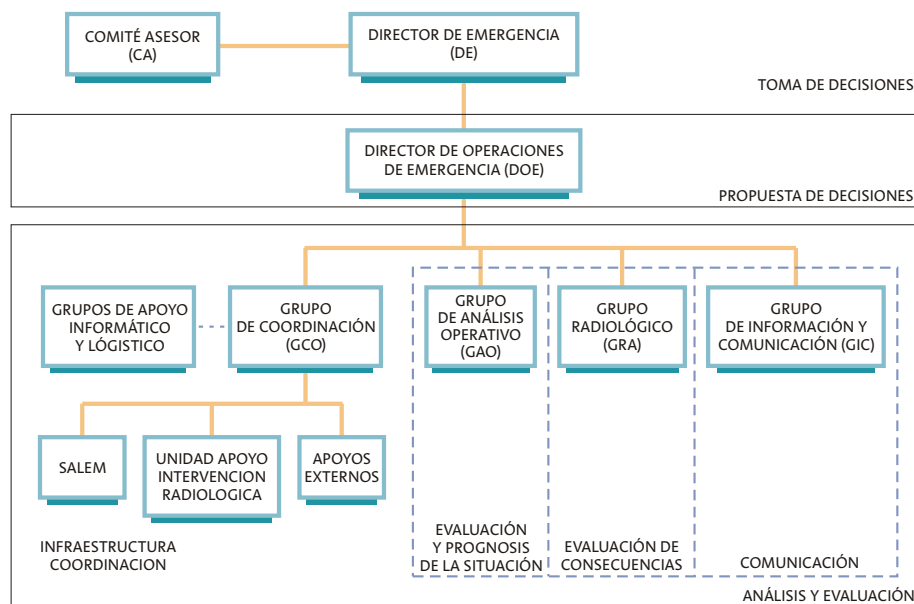 COMITÉ ASESOR
(CA)
DIRECTOR DE EMERGENCIA
(DE)
TOMA DE DECISIONES
DIRECTOR DE OPERACIONES
DE EMERGENCIA (DOE)
PROPUESTA DE DECISIONES
GRUPOS DE APOYO
INFORMÁTICO
Y LÓGISTICO
GRUPO
DE COORDINACIÓN
(GCO)
GRUPO
DE ANÁLISIS
OPERATIVO
(GAO)
GRUPO
RADIOLÓGICO
(GRA)
GRUPO
DE INFORMACIÓN Y
COMUNICACIÓN (GIC)
SALEM
UNIDAD APOYO
INTERVENCION
RADIOLOGICA
APOYOS
EXTERNOS
INFRAESTRUCTURA
COORDINACION
EVALUACIÓN
Y PROGNOSIS
DE LA SITUACIÓN
EVALUACIÓN DE
CONSECUENCIAS
COMUNICACIÓN
ANÁLISIS Y EVALUACIÓN